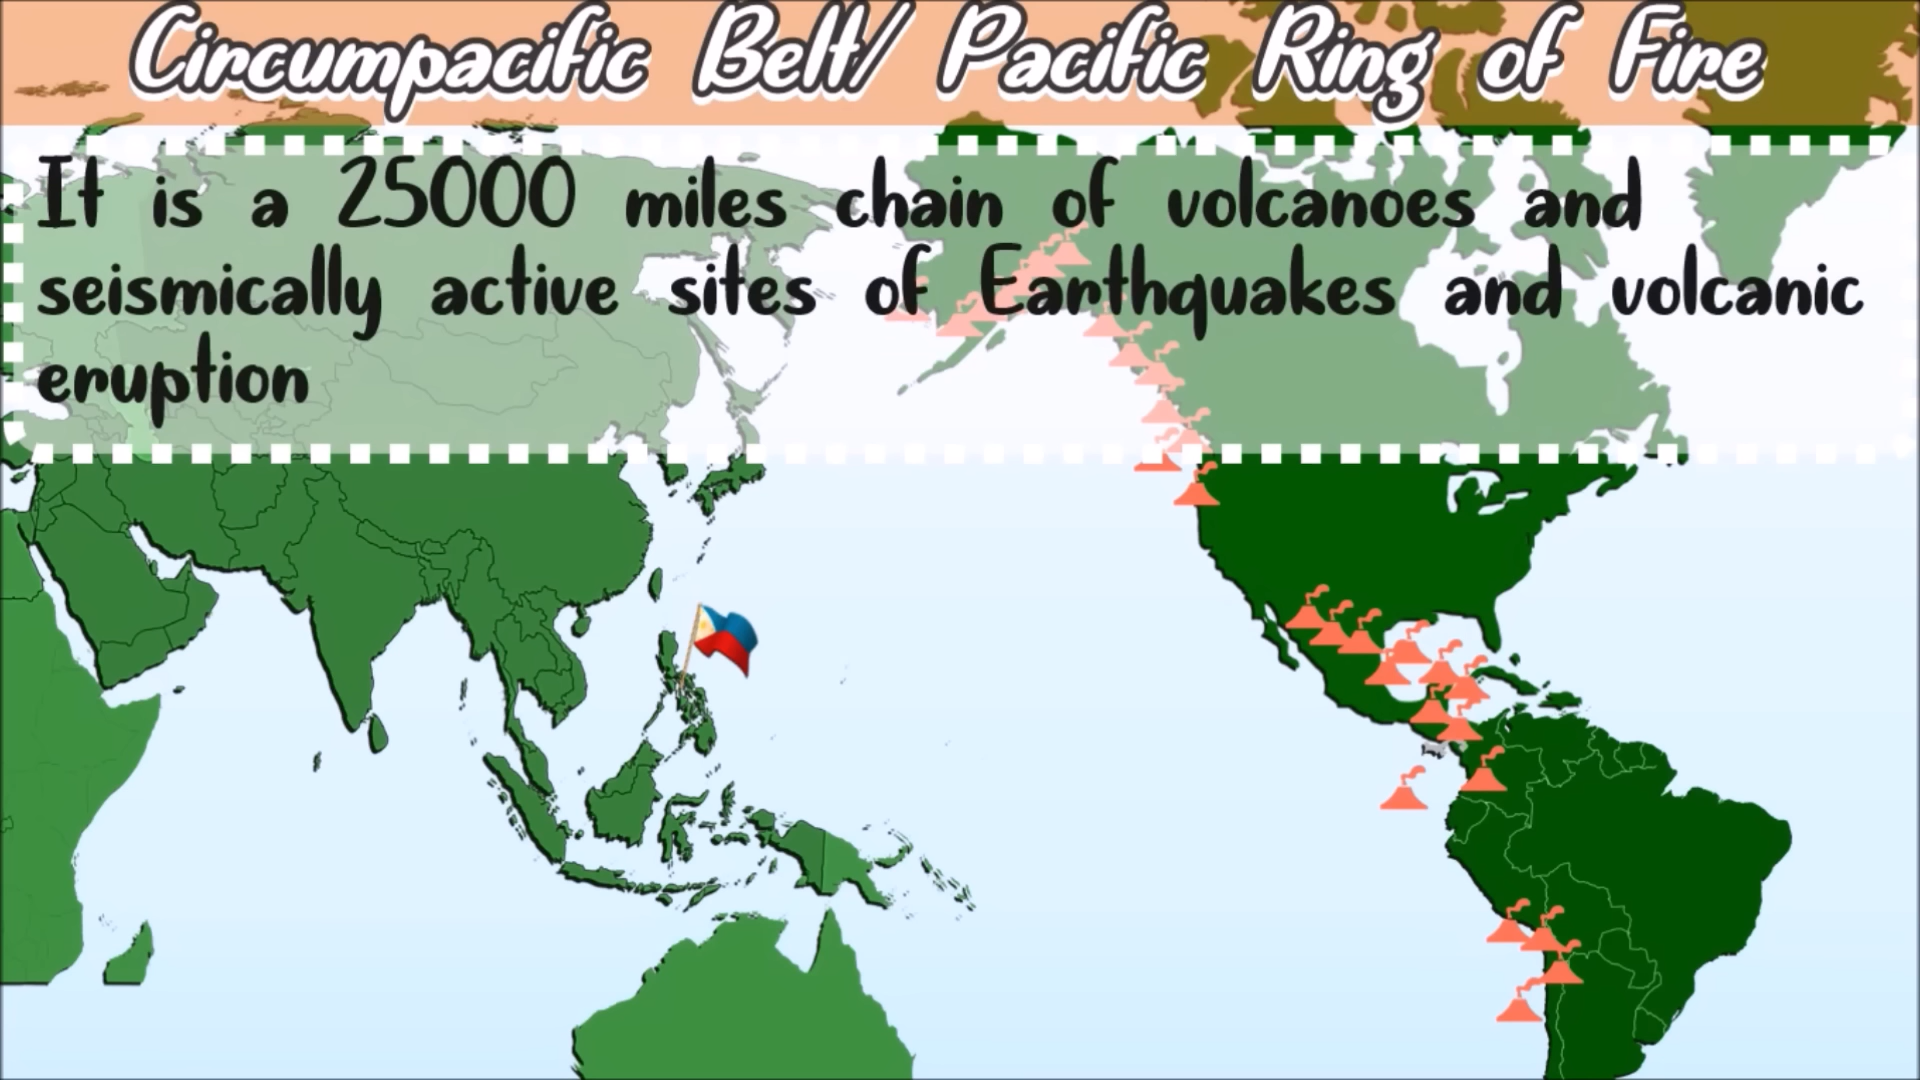 Circumpacific Belt/ Pacific Ring of Fire
It is a 25000 miles chain of volcanoes and
seismically active sites of Earthquakes and volcanic
eruption